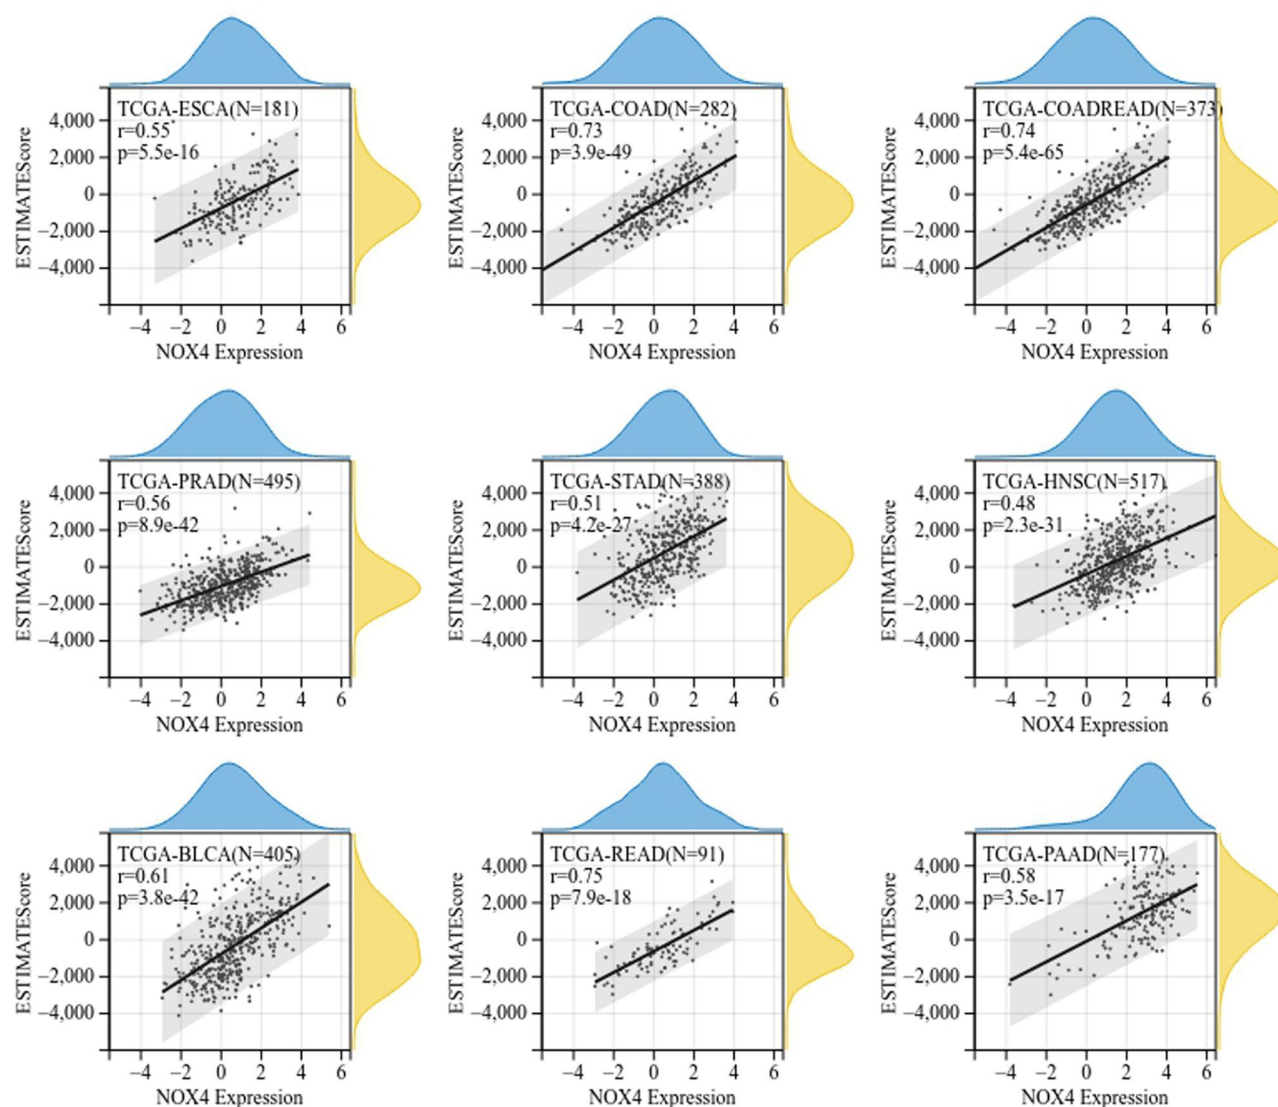 TCGA-ESCA(N=181)
r=0.55
p=5.5e-16
4,000
2,000
0
−2,000
−4,000
ESTIMATEScore
−4 −2 0 2 4 6
NOX4 Expression
TCGA-COAD(N=282)
r=0.73
p=3.9e-49
4,000
2,000
0
−2,000
−4,000
ESTIMATEScore
−4 −2 0 2 4 6
NOX4 Expression
TCGA-COADREAD(N=373)
r=0.74
p=5.4e-65
4,000
2,000
0
−2,000
−4,000
ESTIMATEScore
−4 −2 0 2 4 6
NOX4 Expression
TCGA-PRAD(N=495)
r=0.56
p=8.9e-42
4,000
2,000
0
−2,000
−4,000
ESTIMATEScore
−4 −2 0 2 4 6
NOX4 Expression
TCGA-STAD(N=388)
r=0.51
p=4.2e-27
4,000
2,000
0
−2,000
−4,000
ESTIMATEScore
−4 −2 0 2 4 6
NOX4 Expression
TCGA-HNSC(N=517)
r=0.48
p=2.3e-31
4,000
2,000
0
−2,000
−4,000
ESTIMATEScore
−4 −2 0 2 4 6
NOX4 Expression
TCGA-BLCA(N=405)
r=0.61
p=3.8e-42
4,000
2,000
0
−2,000
−4,000
ESTIMATEScore
−4 −2 0 2 4 6
NOX4 Expression
TCGA-READ(N=91)
r=0.75
p=7.9e-18
4,000
2,000
0
−2,000
−4,000
ESTIMATEScore
−4 −2 0 2 4 6
NOX4 Expression
TCGA-PAAD(N=177)
r=0.58
p=3.5e-17
4,000
2,000
0
−2,000
−4,000
ESTIMATEScore
−4 −2 0 2 4 6
NOX4 Expression